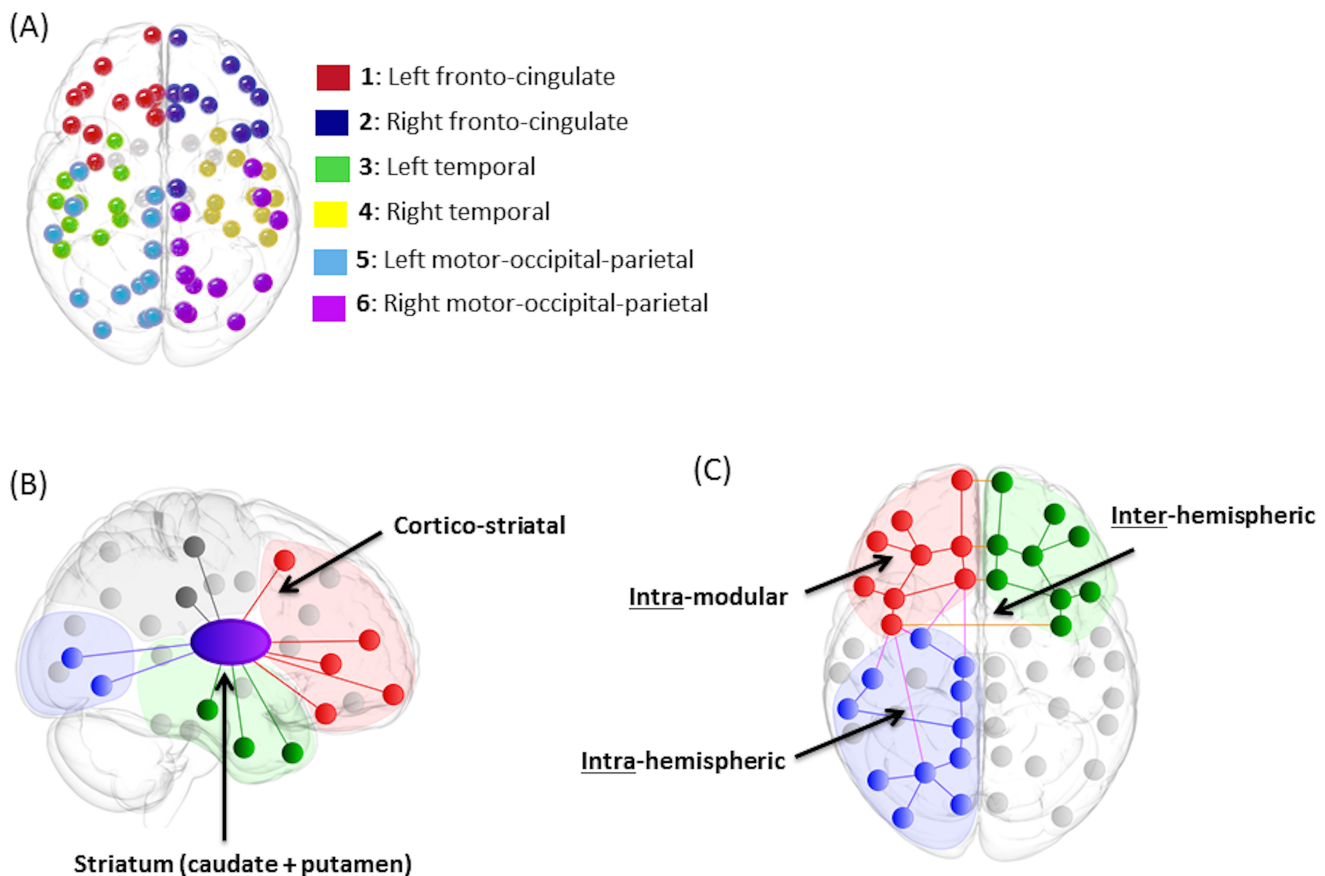 (A)
1: Left fronto-cingulate
2: Right fronto-cingulate
3: Left temporal
4: Right temporal
5: Left motor-occipital-parietal
6: Right motor-occipital-parietal
(B)
Cortico-striatal
Striatum (caudate + putamen)
(C)
Inter-hemispheric
Intra-modular
Intra-hemispheric